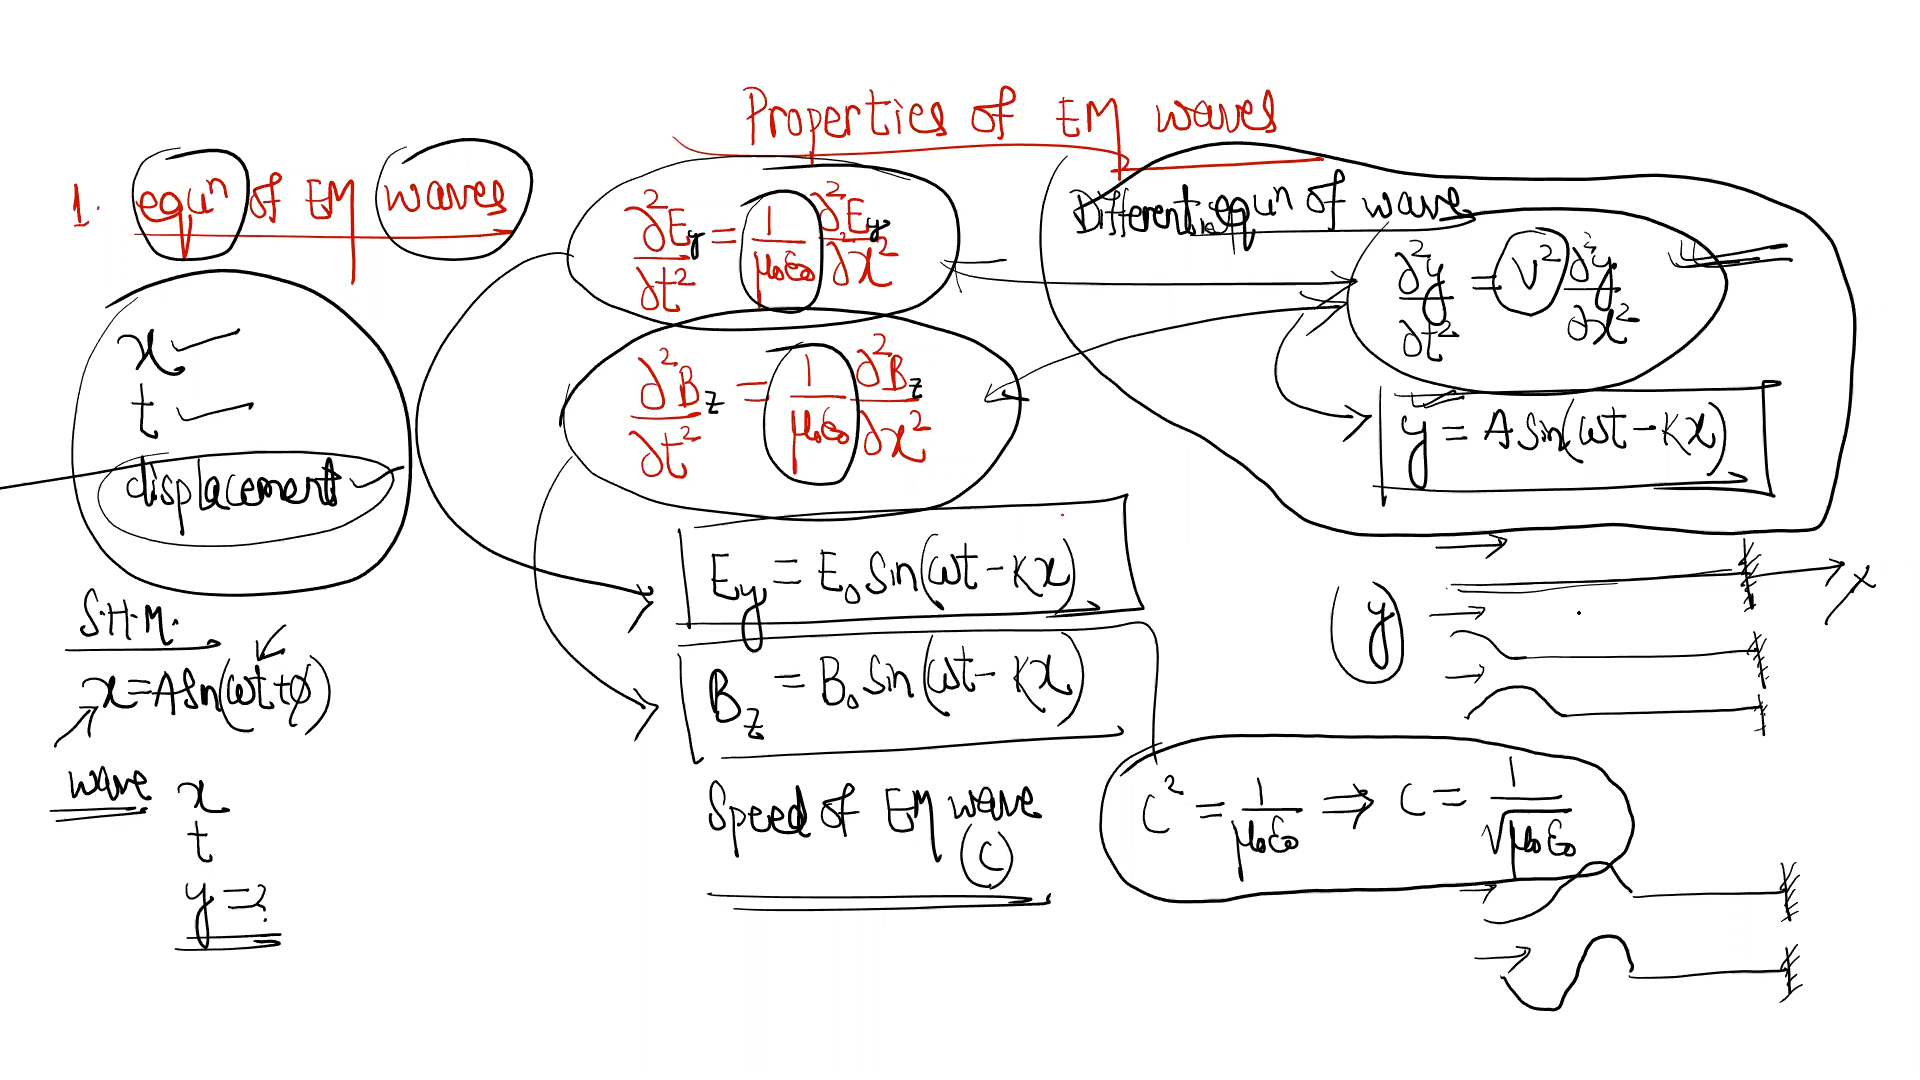 Properties of EM waves
1. equⁿ of EM waves
x
t
displacement
S.H.M.
x=ASin(ωt+ϕ)
wave
x
t
y=?
∂²Ey/∂t² = 1/μ₀ε₀ ∂²Ey/∂x²
∂²Bz/∂t² = 1/μ₀ε₀ ∂²Bz/∂x²
Ey = E₀ Sin(ωt-Kx)
Bz = B₀ Sin(ωt-Kx)
Speed of EM wave
(C)
Differential equⁿ of wave
∂²y/∂t² = V² ∂²y/∂x²
y = A Sin(ωt-Kx)
x
y
C² = 1/μ₀ε₀ ⇒ C = 1/√μ₀ε₀